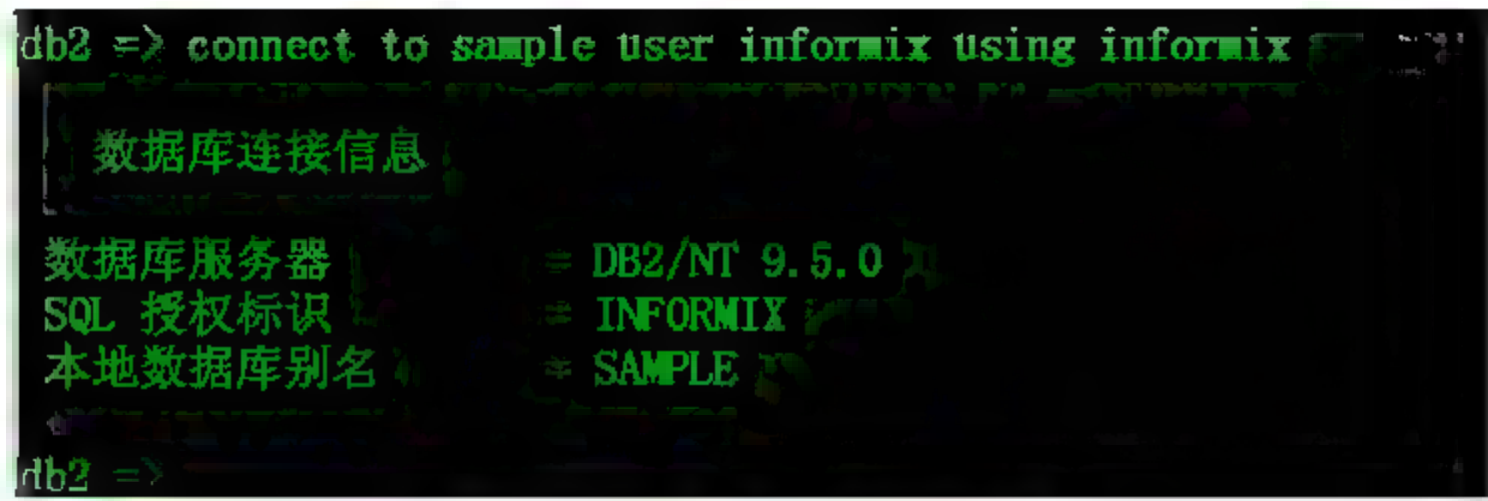 db2 => connect to sample user informix using informix
数据库连接信息
数据库服务器 = DB2/NT 9.5.0
SQL 授权标识 = INFORMIX
本地数据库别名 = SAMPLE
db2 =>